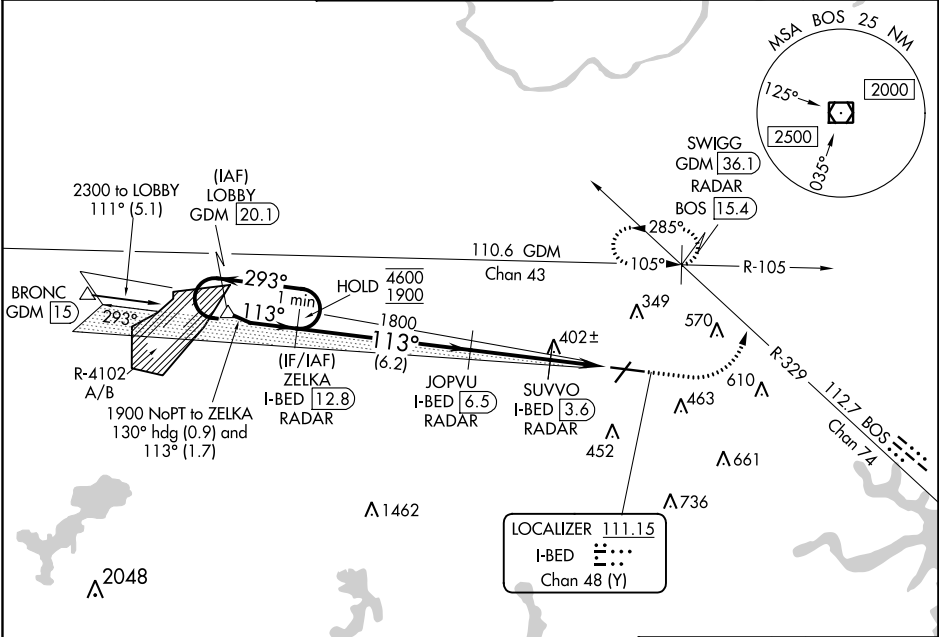 MSA BOS 25 NM
125°
2000
2500
035°
SWIGG
GDM 36.1
RADAR
BOS 15.4
(IAF)
LOBBY
GDM 20.1
2300 to LOBBY
111° (5.1)
285°
105°
110.6 GDM
Chan 43
R-105
BRONC
GDM 15
293°
293°
1 min
113°
HOLD
4600
1900
1800
113°
(6.2)
349
570
402±
R-4102
A/B
(IF/IAF)
ZELKA
I-BED 12.8
RADAR
JOPVU
I-BED 6.5
RADAR
SUVVO
I-BED 3.6
RADAR
1900 NoPT to ZELKA
130° hdg (0.9) and
113° (1.7)
R-329
112.7 BOS
Chan 74
610
463
452
661
736
1462
2048
LOCALIZER 111.15
I-BED
Chan 48 (Y)